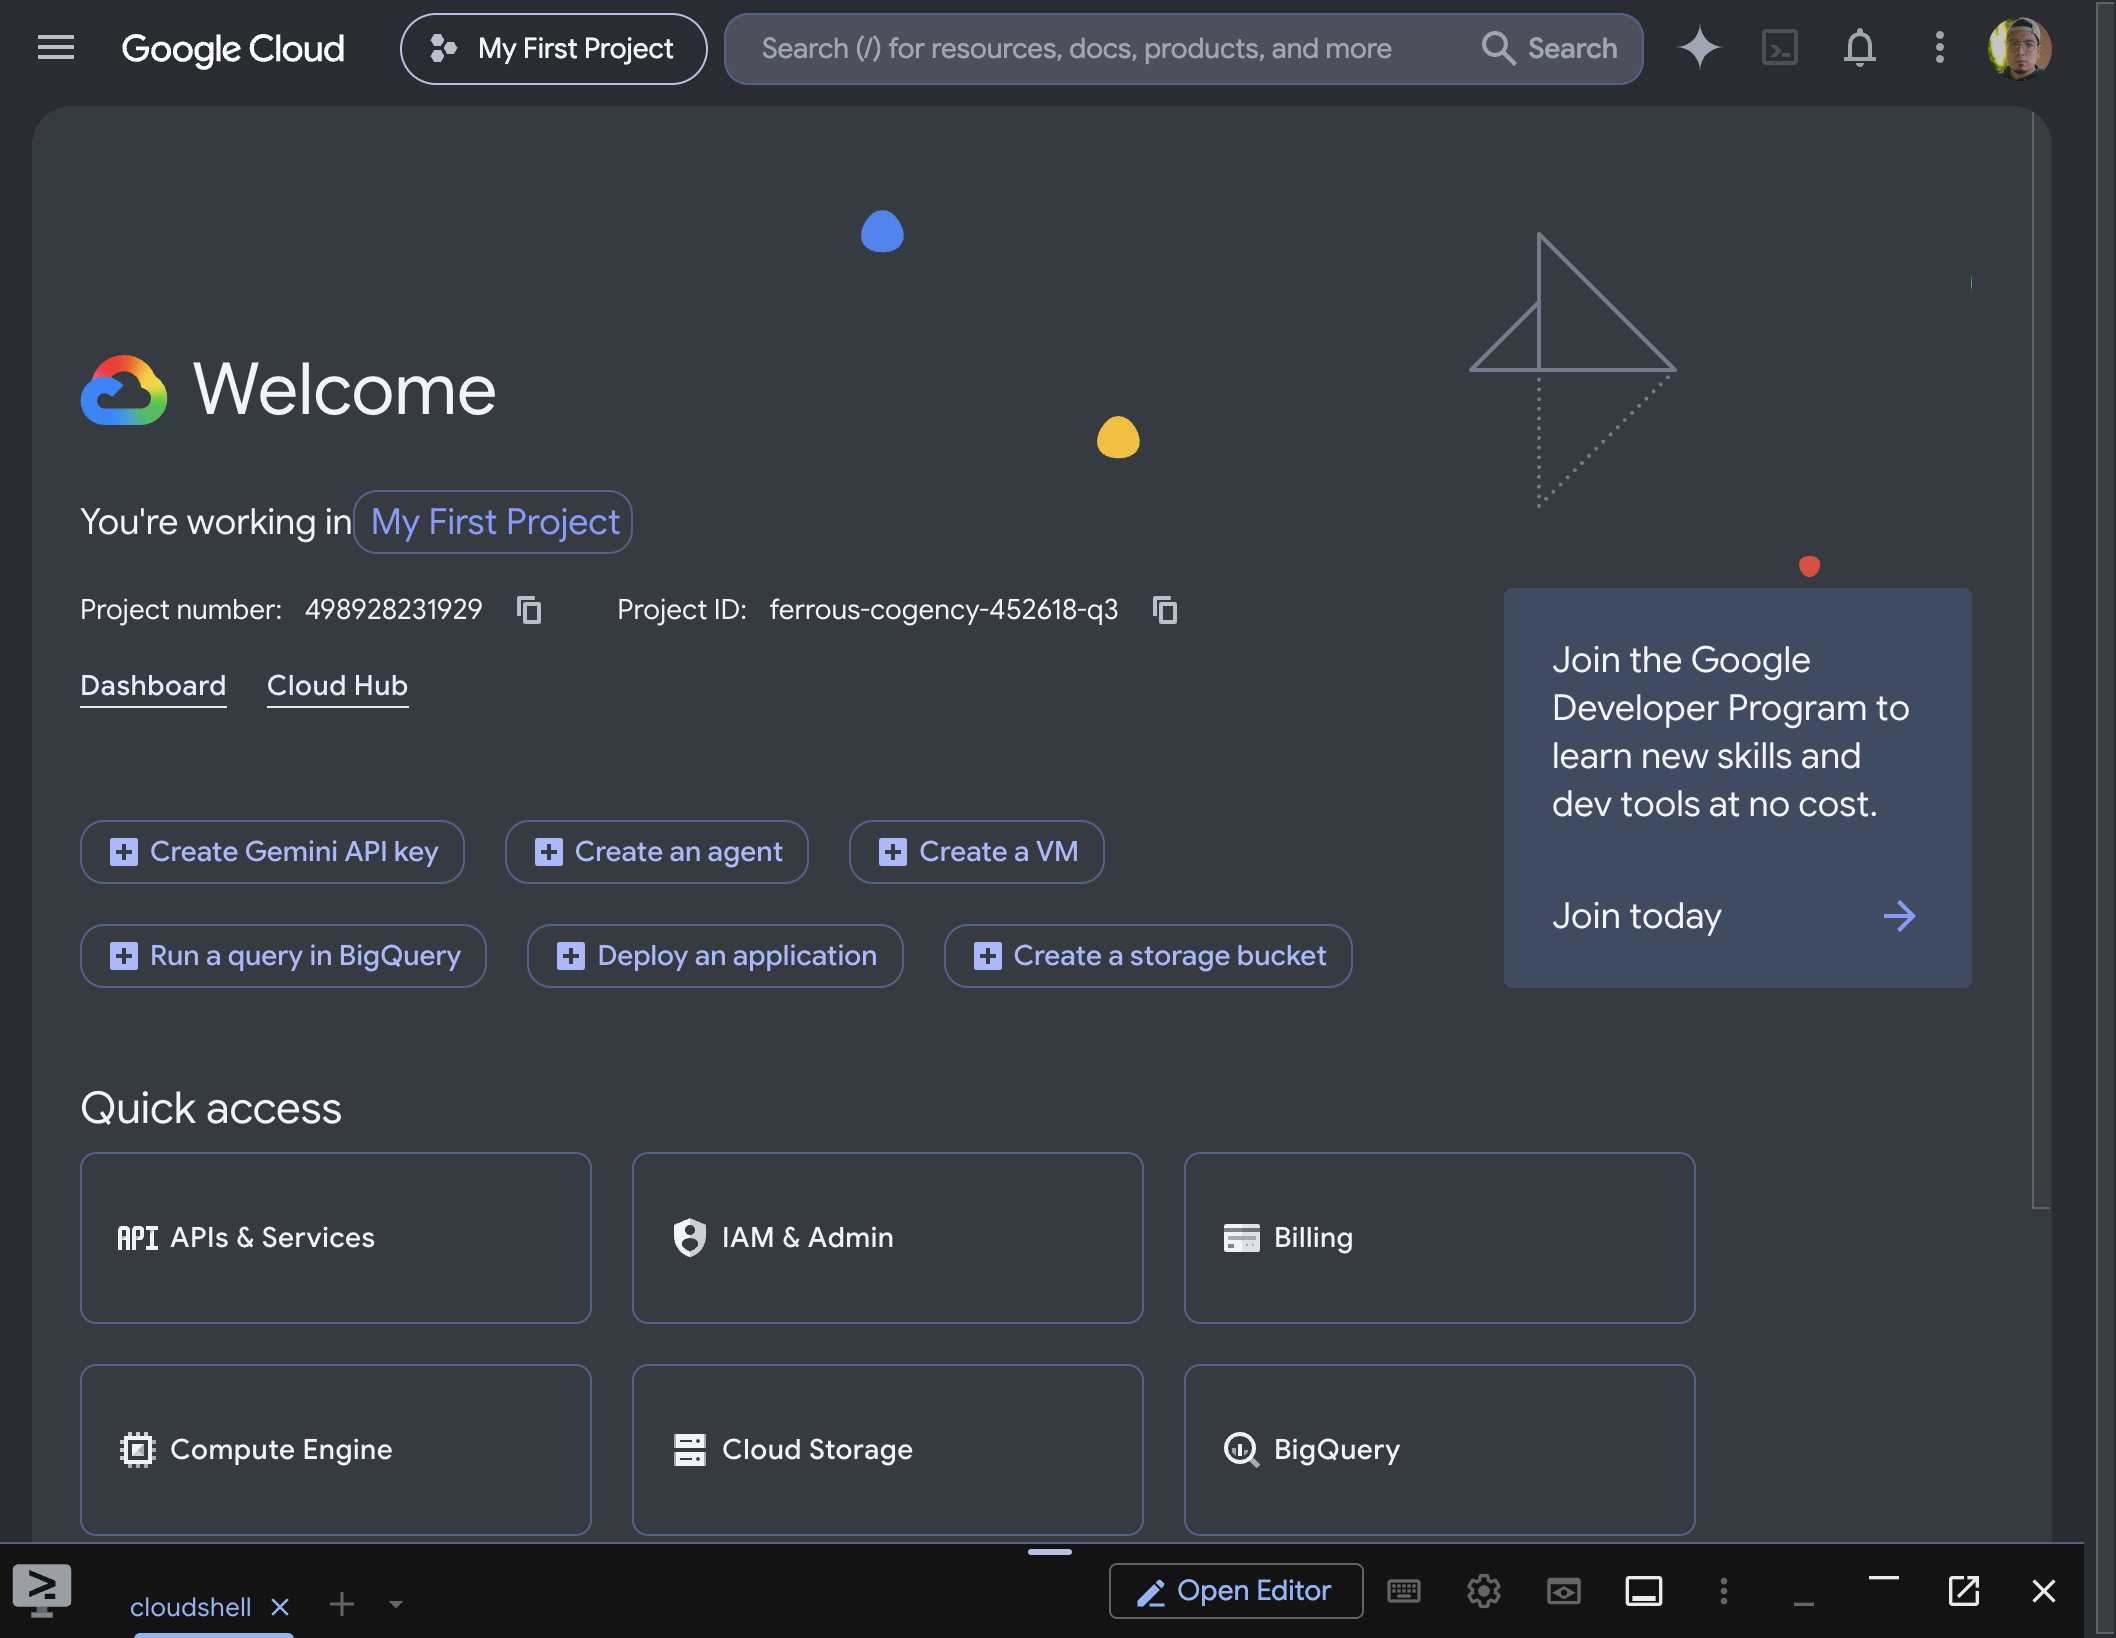 Google Cloud
My First Project
Search (/) for resources, docs, products, and more
Search
Welcome
You're working in My First Project
Project number: 498928231929
Project ID: ferrous-cogency-452618-q3
Dashboard
Cloud Hub
Join the Google
Developer Program to
learn new skills and
dev tools at no cost.
Join today
Create Gemini API key
Create an agent
Create a VM
Run a query in BigQuery
Deploy an application
Create a storage bucket
Quick access
API APIs & Services
IAM & Admin
Billing
Compute Engine
Cloud Storage
BigQuery
cloudshell
Open Editor